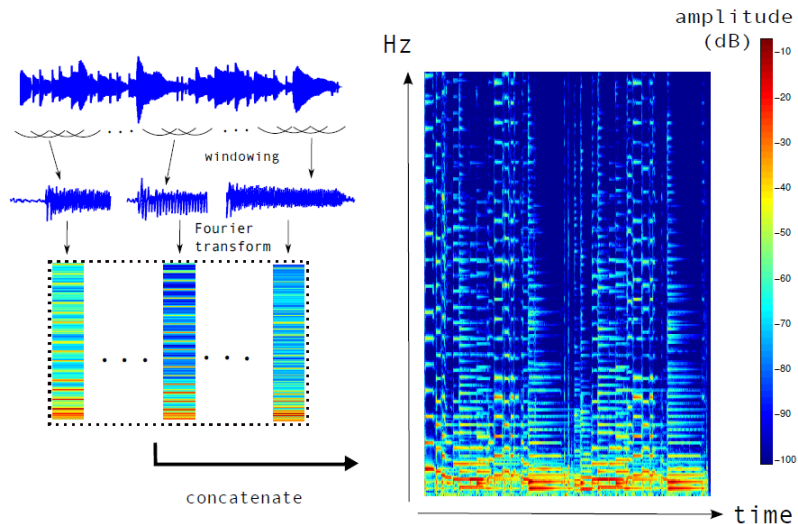 amplitude
(dB)
Hz
windowing
Fourier
transform
concatenate
time
−10
−20
−30
−40
−50
−60
−70
−80
−90
−100